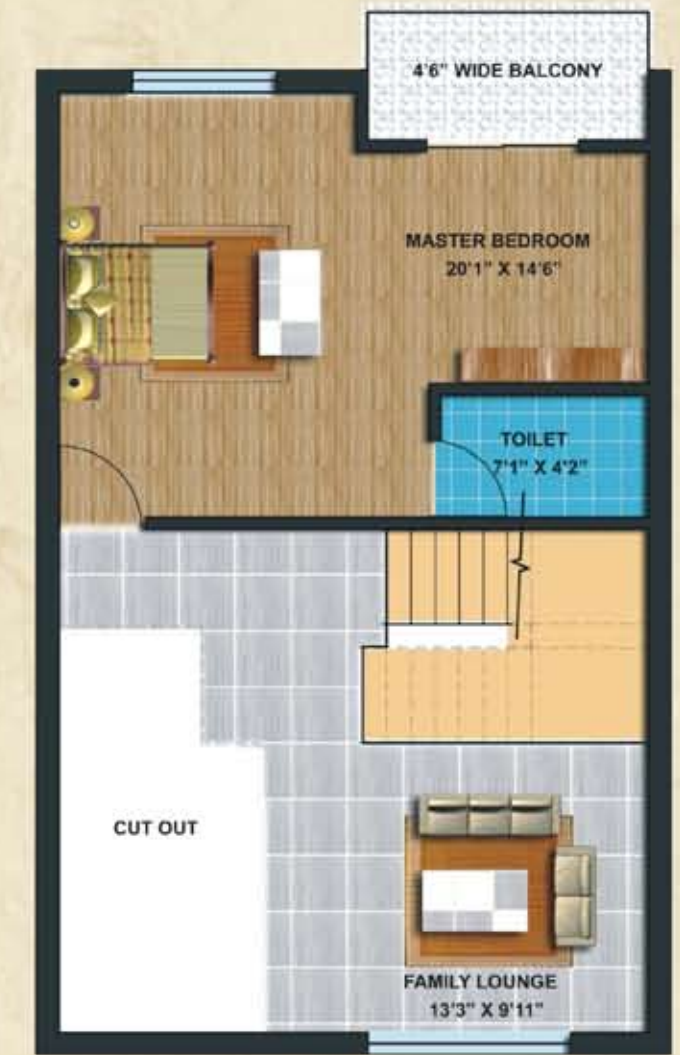 4'6" WIDE BALCONY
MASTER BEDROOM
20'1" X 14'6"
TOILET
7'1" X 4'2"
CUT OUT
FAMILY LOUNGE
13'3" X 9'11"